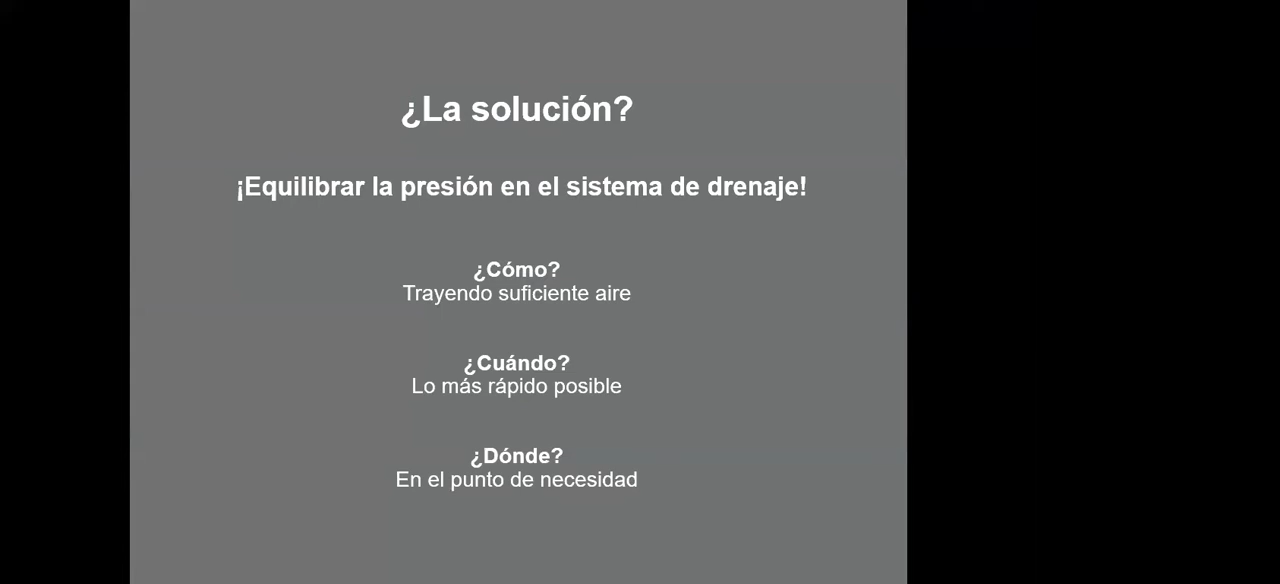 ¿La solución?
¡Equilibrar la presión en el sistema de drenaje!
¿Cómo?
Trayendo suficiente aire
¿Cuándo?
Lo más rápido posible
¿Dónde?
En el punto de necesidad